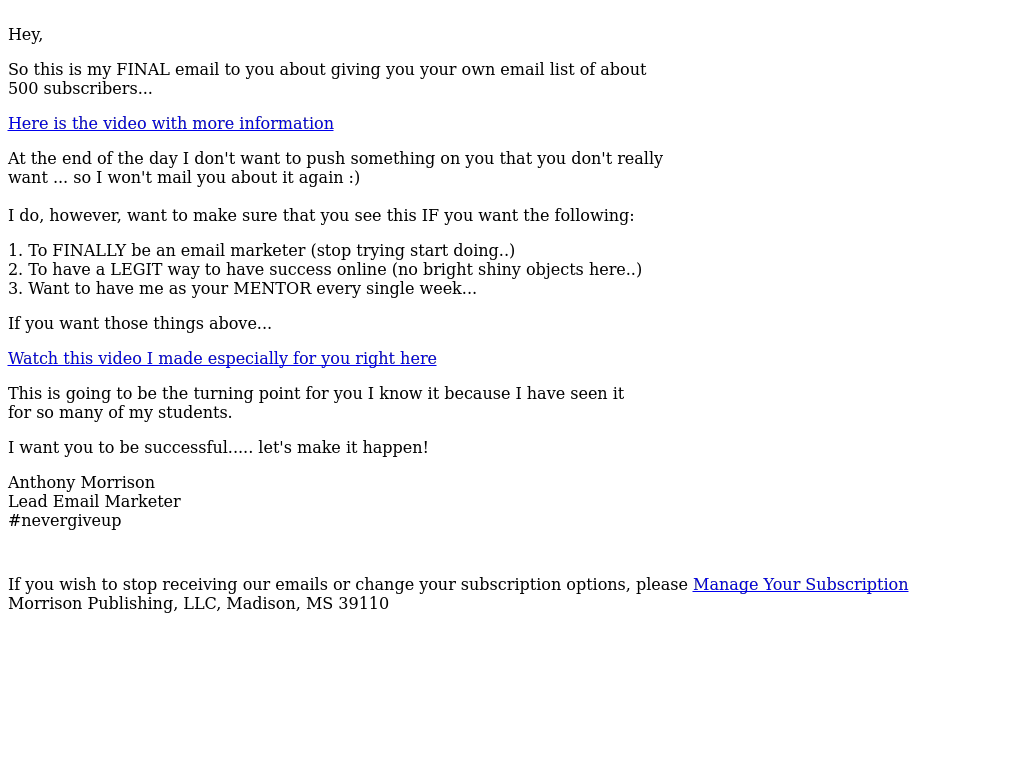 Hey,
So this is my FINAL email to you about giving you your own email list of about
500 subscribers...
Here is the video with more information
At the end of the day I don't want to push something on you that you don't really
want ... so I won't mail you about it again :)
I do, however, want to make sure that you see this IF you want the following:
1. To FINALLY be an email marketer (stop trying start doing..)
2. To have a LEGIT way to have success online (no bright shiny objects here..)
3. Want to have me as your MENTOR every single week...
If you want those things above...
Watch this video I made especially for you right here
This is going to be the turning point for you I know it because I have seen it
for so many of my students.
I want you to be successful..... let's make it happen!
Anthony Morrison
Lead Email Marketer
#nevergiveup
If you wish to stop receiving our emails or change your subscription options, please Manage Your Subscription
Morrison Publishing, LLC, Madison, MS 39110